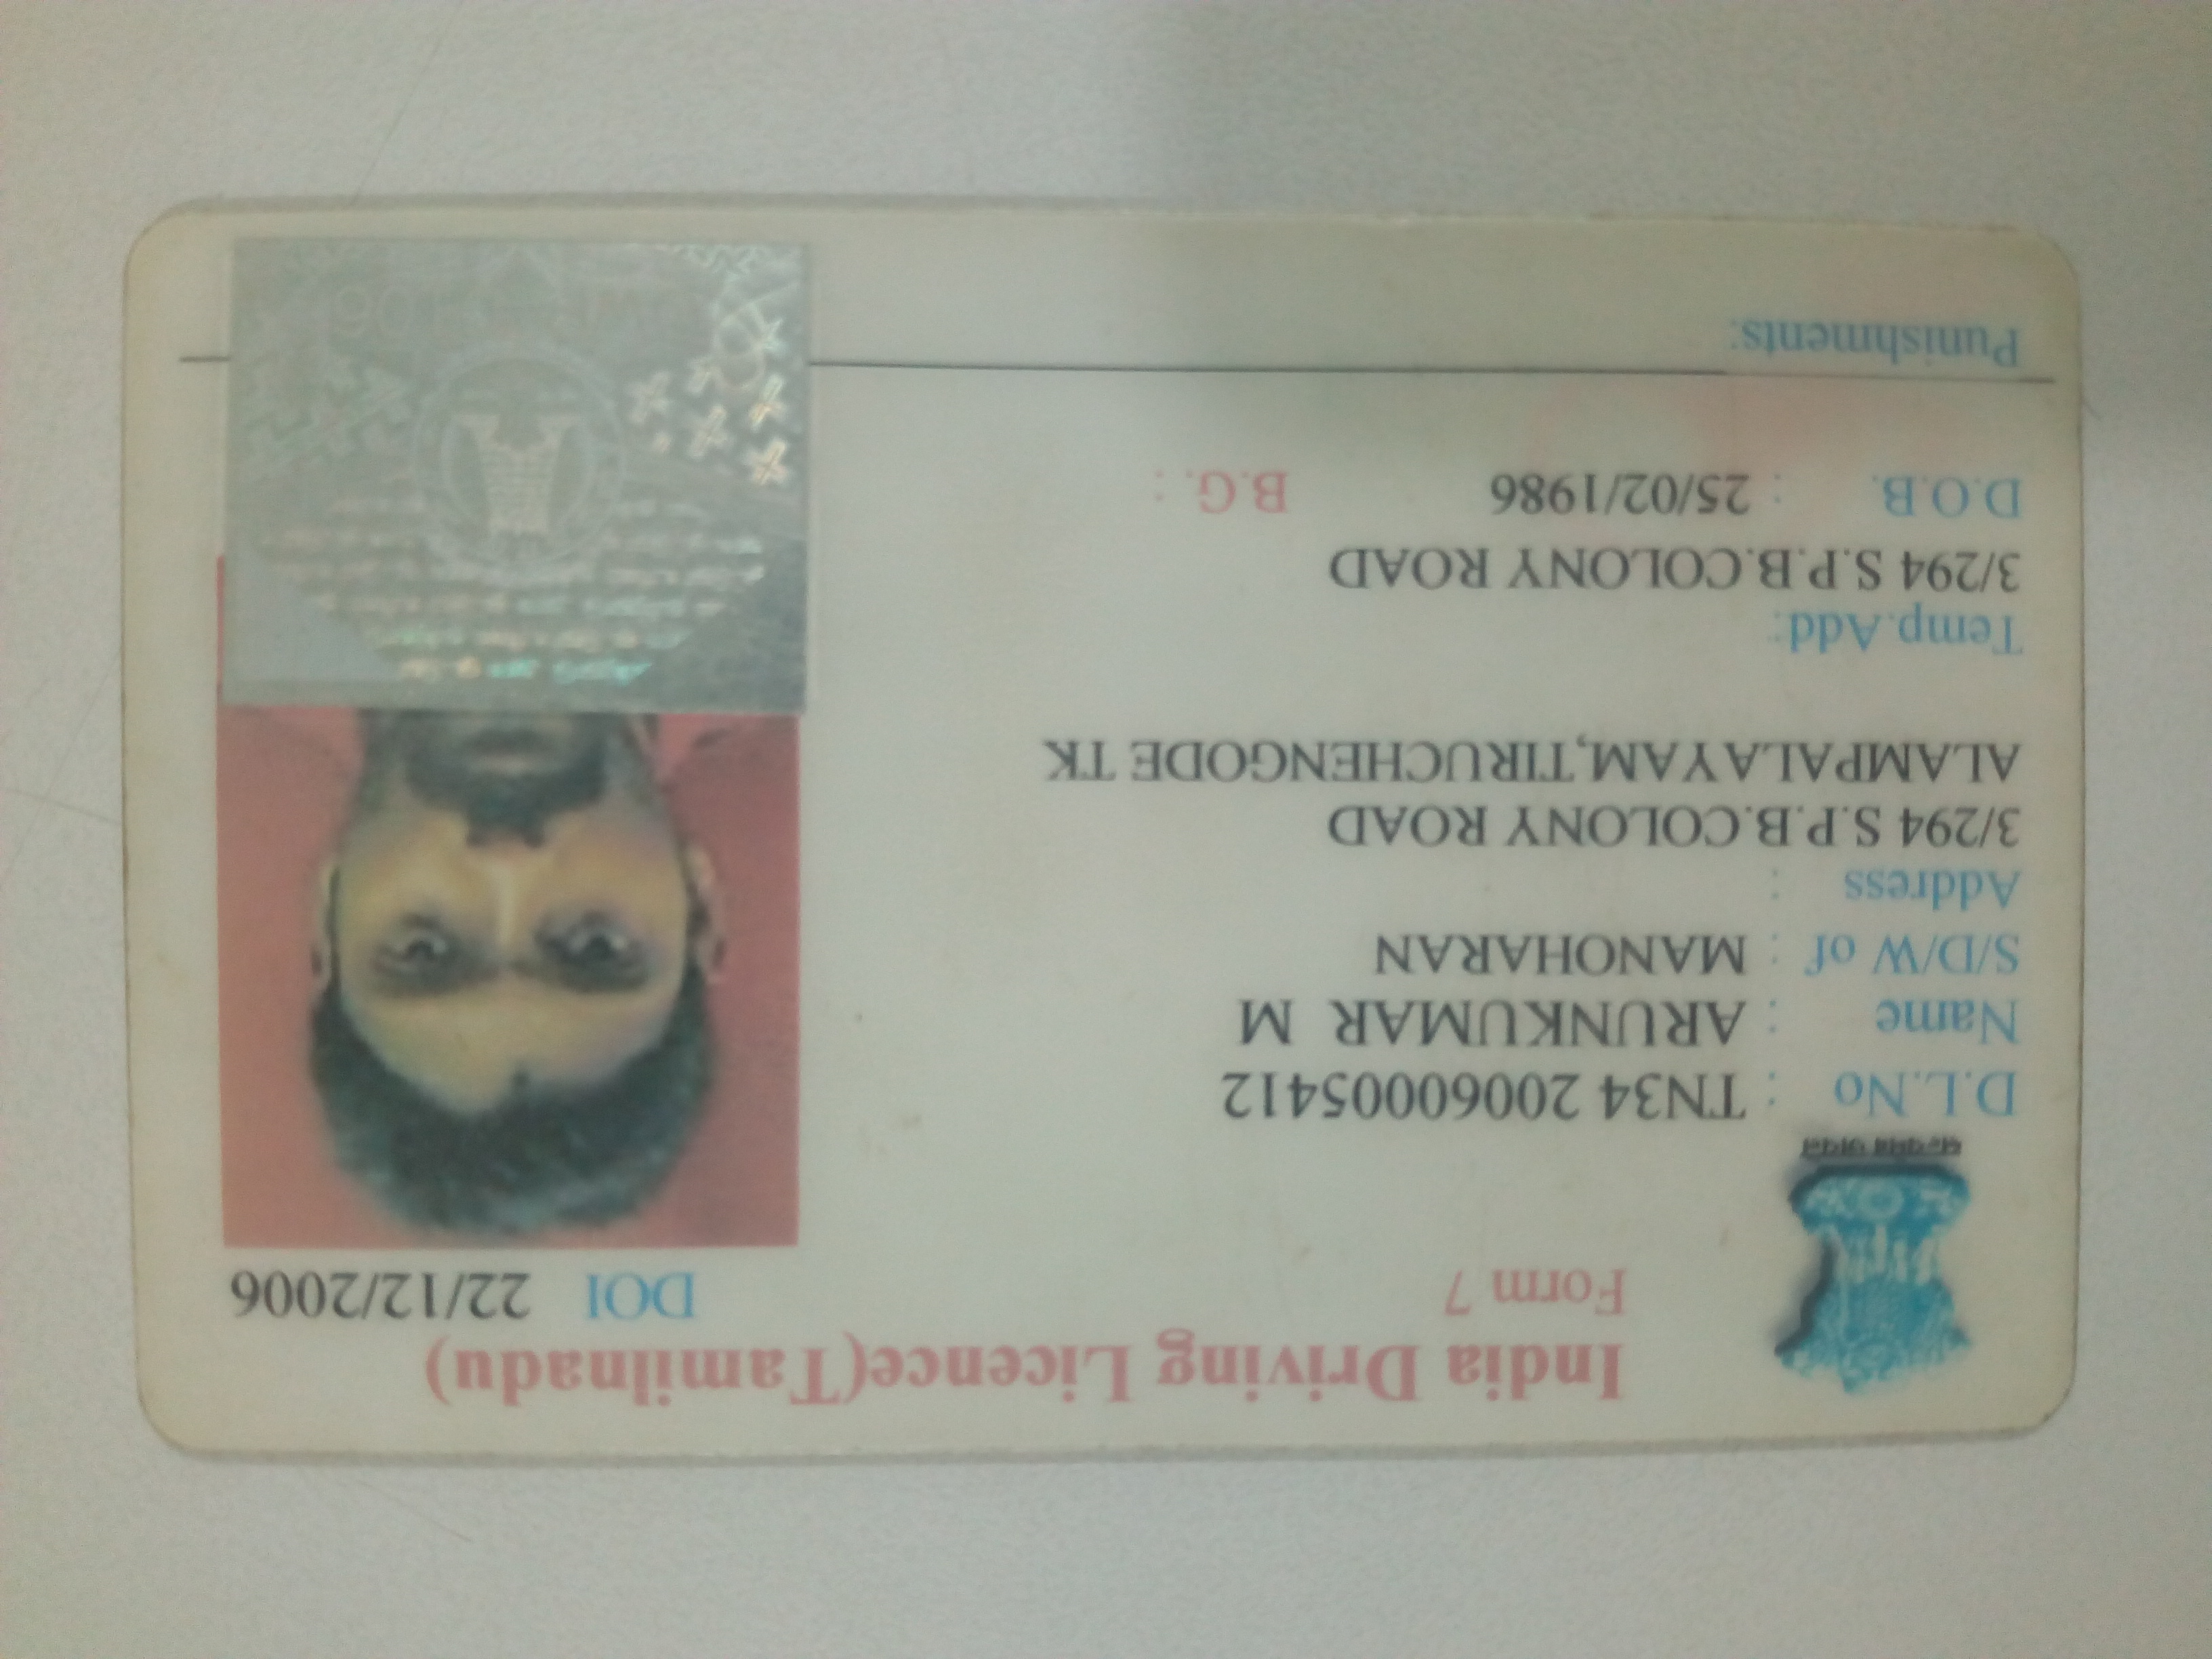 India Driving Licence(Tamilnadu)
Form 7
DOI 22/12/2006
D.L.No : TN34 20060005412
Name : ARUNKUMAR M
S/D/W of : MANOHARAN
Address :
3/294 S.P.B.COLONY ROAD
ALAMPALAYAM,TIRUCHENGODE TK
Temp.Add:
3/294 S.P.B.COLONY ROAD
D.O.B. : 25/02/1986 B.G. :
Punishments: